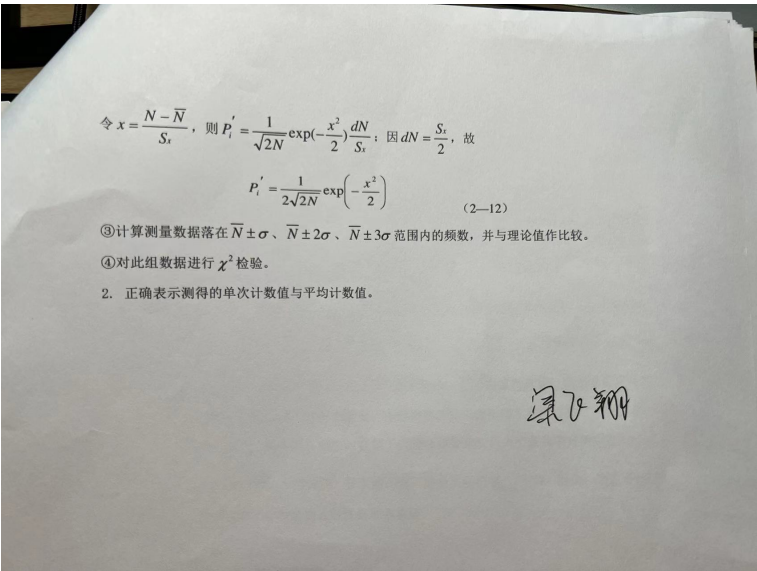 令 x = (N − N̅)/Sₓ，则 Pᵢ′ = 1/√(2N) exp(−x²/2) dN/Sₓ；因 dN = Sₓ/2，故
Pᵢ′ = 1/(2√(2N)) exp(−x²/2) （2—12）
③计算测量数据落在 N̅±σ、N̅±2σ、N̅±3σ 范围内的频数，并与理论值作比较。
④对此组数据进行 χ² 检验。
2. 正确表示测得的单次计数值与平均计数值。
梁飞翔